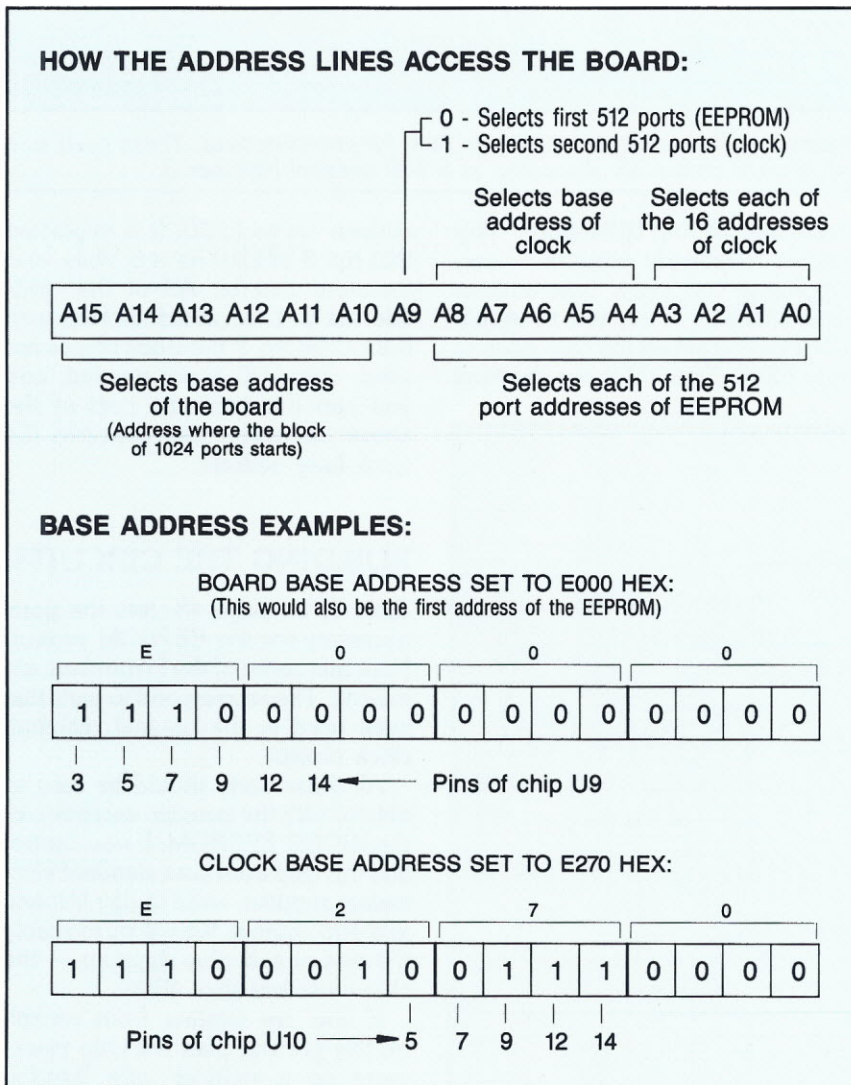 HOW THE ADDRESS LINES ACCESS THE BOARD:
0 - Selects first 512 ports (EEPROM)
1 - Selects second 512 ports (clock)
Selects base
address of
clock
Selects each of
the 16 addresses
of clock
A15 A14 A13 A12 A11 A10 A9 A8 A7 A6 A5 A4 A3 A2 A1 A0
Selects base address
of the board
(Address where the block
of 1024 ports starts)
Selects each of the 512
port addresses of EEPROM
BASE ADDRESS EXAMPLES:
BOARD BASE ADDRESS SET TO E000 HEX:
(This would also be the first address of the EEPROM)
E 0 0 0
1 1 1 0 0 0 0 0 0 0 0 0 0 0 0 0
3 5 7 9 12 14 Pins of chip U9
CLOCK BASE ADDRESS SET TO E270 HEX:
E 2 7 0
1 1 1 0 0 0 1 0 0 1 1 1 0 0 0 0
Pins of chip U10 5 7 9 12 14